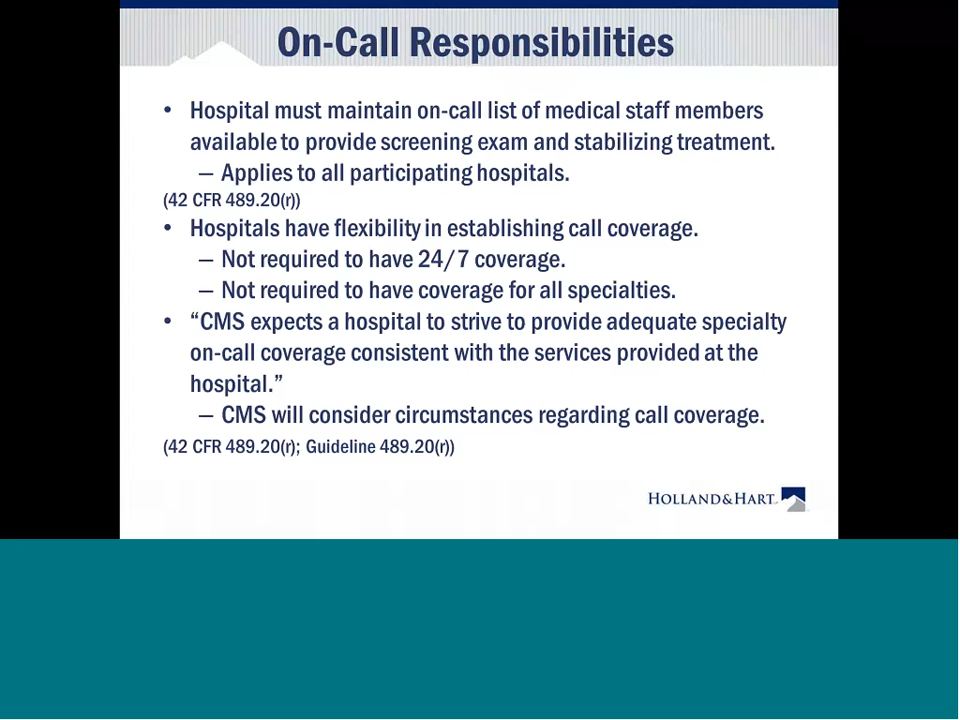 On-Call Responsibilities
• Hospital must maintain on-call list of medical staff members
available to provide screening exam and stabilizing treatment.
– Applies to all participating hospitals.
(42 CFR 489.20(r))
• Hospitals have flexibility in establishing call coverage.
– Not required to have 24/7 coverage.
– Not required to have coverage for all specialties.
• “CMS expects a hospital to strive to provide adequate specialty
on-call coverage consistent with the services provided at the
hospital.”
– CMS will consider circumstances regarding call coverage.
(42 CFR 489.20(r); Guideline 489.20(r))
HOLLAND&HART